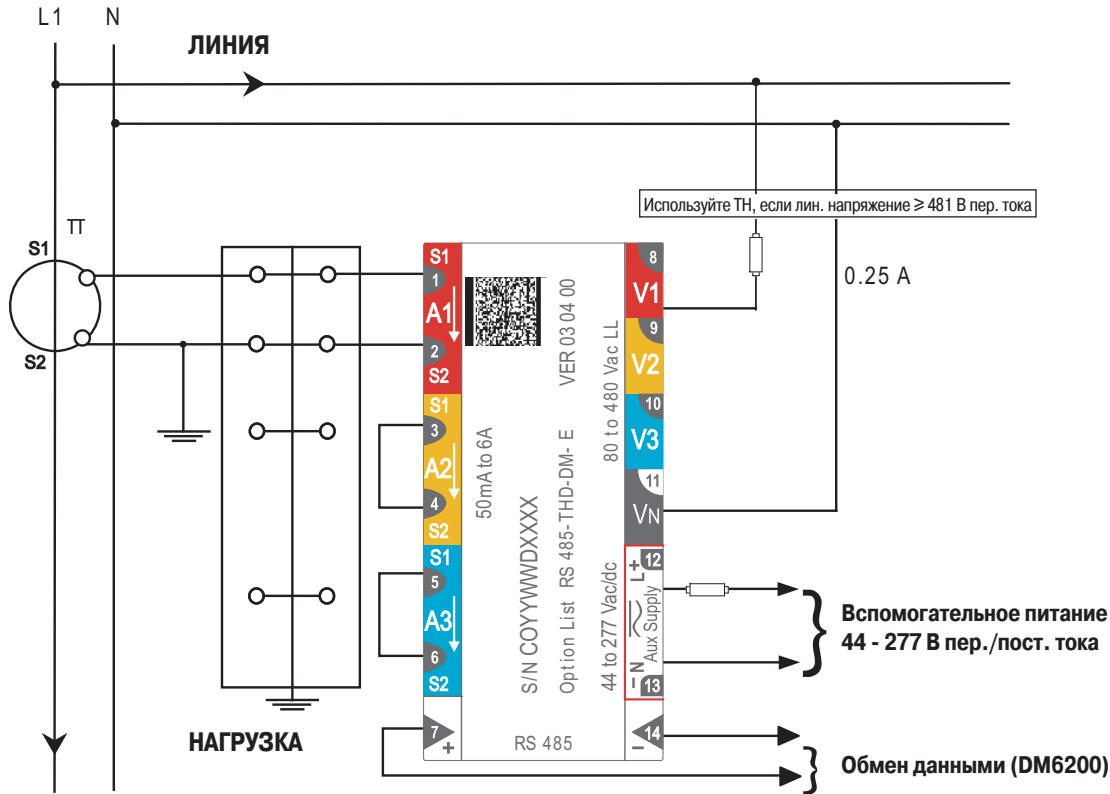 L1
N
ЛИНИЯ
Используйте ТН, если лин. напряжение ≥ 481 В пер. тока
0.25 A
ТТ
S1
S2
S1
1
A1
2
S2
S1
3
A2
4
S2
S1
5
A3
6
S2
7
+
50mA to 6A
S/N COYYWWDXXXX
Option List RS 485-THD-DM- E
VER 03 04 00
80 to 480 Vac LL
44 to 277 Vac/dc
RS 485
8
V1
9
V2
10
V3
11
VN
12
L+
Aux Supply
–N
13
14
–
Вспомогательное питание
44 - 277 В пер./пост. тока
Обмен данными (DM6200)
НАГРУЗКА